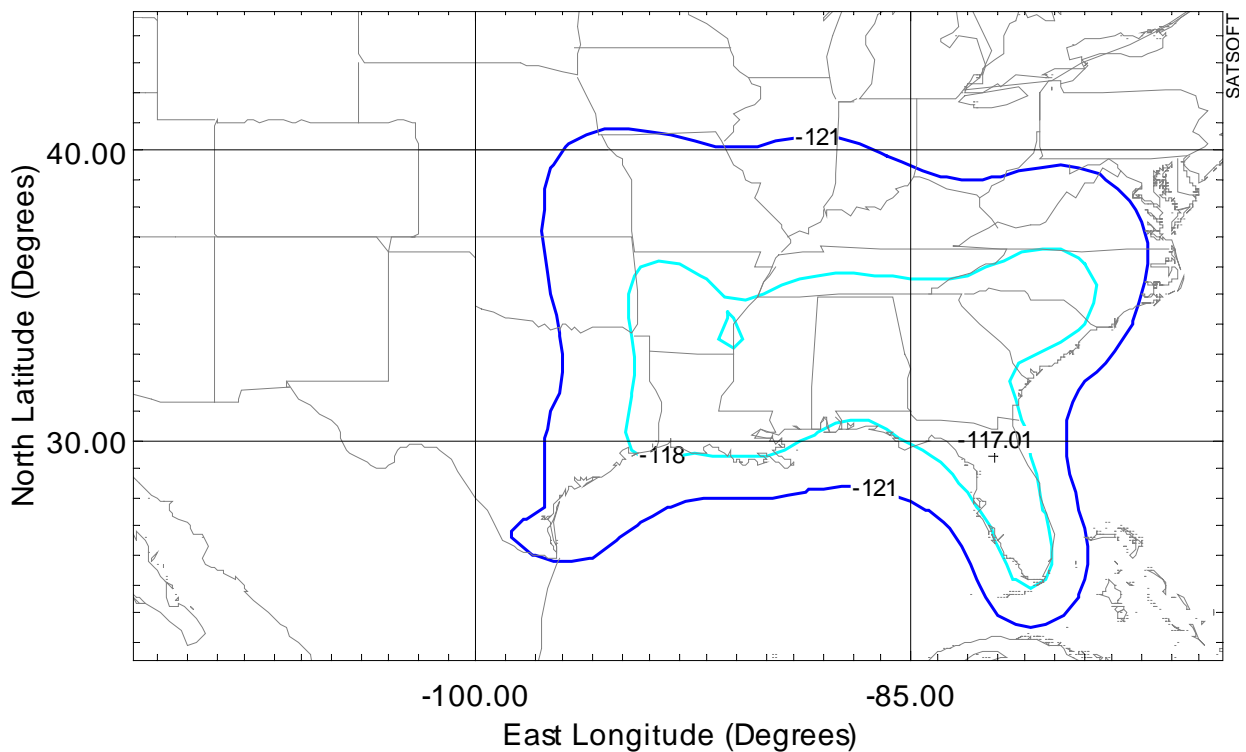 SATSOFT
-121
40.00
North Latitude (Degrees)
30.00
-117.01
-118
-121
-100.00
-85.00
East Longitude (Degrees)